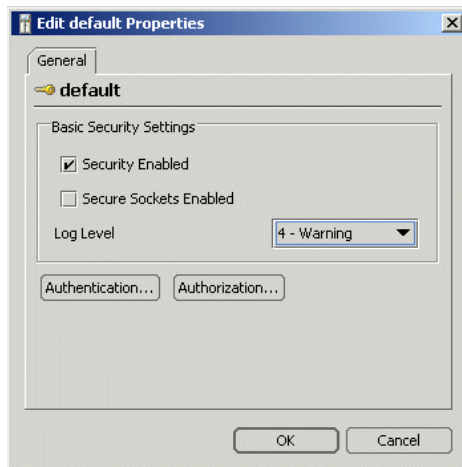 Edit default Properties
General
default
Basic Security Settings
Security Enabled
Secure Sockets Enabled
Log Level
4 - Warning
Authentication...
Authorization...
OK
Cancel